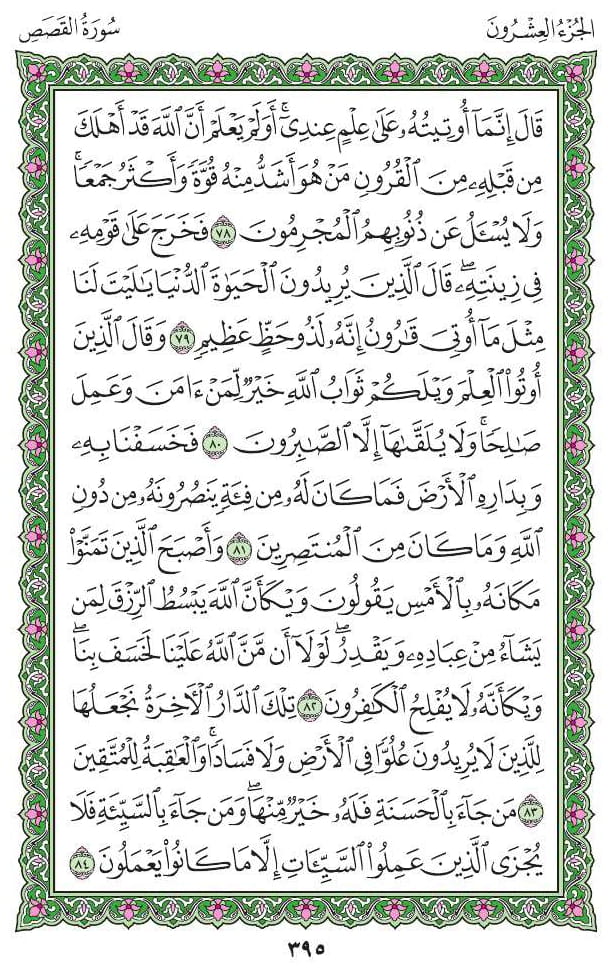 الجُزْءُ العِشْرُونَ
سُورَةُ القَصَصِ
قَالَ إِنَّمَآ أُوتِيتُهُۥ عَلَىٰ عِلْمٍ عِندِىٓۚ أَوَلَمْ يَعْلَمْ أَنَّ ٱللَّهَ قَدْ أَهْلَكَ
مِن قَبْلِهِۦ مِنَ ٱلْقُرُونِ مَنْ هُوَ أَشَدُّ مِنْهُ قُوَّةً وَأَكْثَرُ جَمْعًاۚ
وَلَا يُسْـَٔلُ عَن ذُنُوبِهِمُ ٱلْمُجْرِمُونَ ٧٨ فَخَرَجَ عَلَىٰ قَوْمِهِۦ
فِى زِينَتِهِۦۖ قَالَ ٱلَّذِينَ يُرِيدُونَ ٱلْحَيَوٰةَ ٱلدُّنْيَا يَـٰلَيْتَ لَنَا
مِثْلَ مَآ أُوتِىَ قَـٰرُونُ إِنَّهُۥ لَذُو حَظٍّ عَظِيمٍ ٧٩ وَقَالَ ٱلَّذِينَ
أُوتُوا۟ ٱلْعِلْمَ وَيْلَكُمْ ثَوَابُ ٱللَّهِ خَيْرٌ لِّمَنْ ءَامَنَ وَعَمِلَ
صَـٰلِحًاۚ وَلَا يُلَقَّىٰهَآ إِلَّا ٱلصَّـٰبِرُونَ ٨٠ فَخَسَفْنَا بِهِۦ
وَبِدَارِهِ ٱلْأَرْضَ فَمَا كَانَ لَهُۥ مِن فِئَةٍ يَنصُرُونَهُۥ مِن دُونِ
ٱللَّهِ وَمَا كَانَ مِنَ ٱلْمُنتَصِرِينَ ٨١ وَأَصْبَحَ ٱلَّذِينَ تَمَنَّوْا۟
مَكَانَهُۥ بِٱلْأَمْسِ يَقُولُونَ وَيْكَأَنَّ ٱللَّهَ يَبْسُطُ ٱلرِّزْقَ لِمَن
يَشَآءُ مِنْ عِبَادِهِۦ وَيَقْدِرُۖ لَوْلَآ أَن مَّنَّ ٱللَّهُ عَلَيْنَا لَخَسَفَ بِنَاۖ
وَيْكَأَنَّهُۥ لَا يُفْلِحُ ٱلْكَـٰفِرُونَ ٨٢ تِلْكَ ٱلدَّارُ ٱلْـَٔاخِرَةُ نَجْعَلُهَا
لِلَّذِينَ لَا يُرِيدُونَ عُلُوًّا فِى ٱلْأَرْضِ وَلَا فَسَادًاۚ وَٱلْعَـٰقِبَةُ لِلْمُتَّقِينَ
٨٣ مَن جَآءَ بِٱلْحَسَنَةِ فَلَهُۥ خَيْرٌ مِّنْهَاۖ وَمَن جَآءَ بِٱلسَّيِّئَةِ فَلَا
يُجْزَى ٱلَّذِينَ عَمِلُوا۟ ٱلسَّيِّـَٔاتِ إِلَّا مَا كَانُوا۟ يَعْمَلُونَ ٨٤
٣٩٥